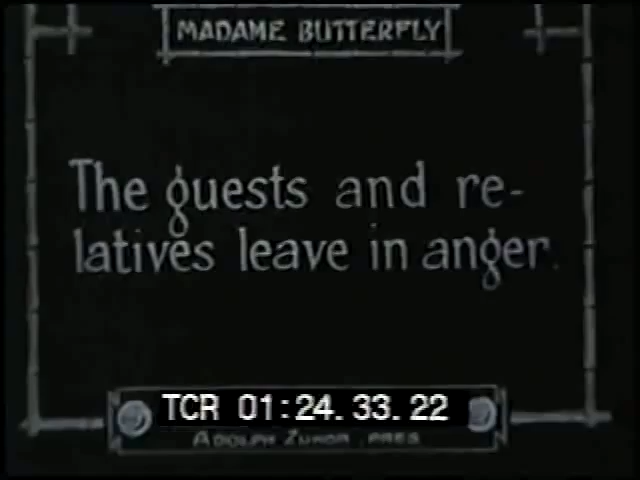 MADAME BUTTERFLY
The guests and re-
latives leave in anger.
TCR 01:24.33.22
ADOLPH ZUKOR PRES